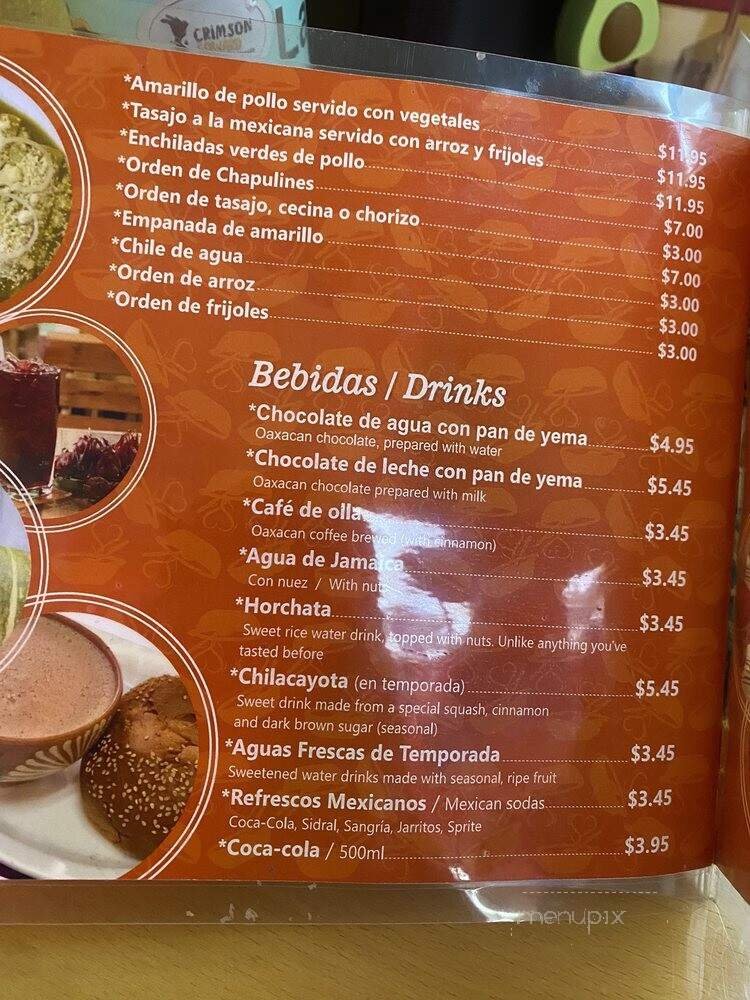 CRIMSON
La
*Amarillo de pollo servido con vegetales $11.95
*Tasajo a la mexicana servido con arroz y frijoles $11.95
*Enchiladas verdes de pollo $11.95
*Orden de Chapulines $7.00
*Orden de tasajo, cecina o chorizo $3.00
*Empanada de amarillo $7.00
*Chile de agua $3.00
*Orden de arroz $3.00
*Orden de frijoles $3.00
Bebidas / Drinks
*Chocolate de agua con pan de yema $4.95
Oaxacan chocolate, prepared with water
*Chocolate de leche con pan de yema $5.45
Oaxacan chocolate prepared with milk
*Café de olla $3.45
Oaxacan coffee brewed (with cinnamon)
*Agua de Jamaica $3.45
Con nuez / With nuts
*Horchata $3.45
Sweet rice water drink, topped with nuts. Unlike anything you've
tasted before
*Chilacayota (en temporada) $5.45
Sweet drink made from a special squash, cinnamon
and dark brown sugar (seasonal)
*Aguas Frescas de Temporada $3.45
Sweetened water drinks made with seasonal, ripe fruit
*Refrescos Mexicanos / Mexican sodas $3.45
Coca-Cola, Sidral, Sangría, Jarritos, Sprite
*Coca-cola / 500ml $3.95
menupix